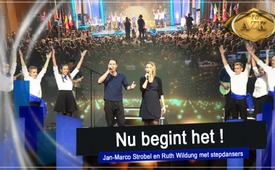 Nu begint het !
Jan-Marco Strobel en Ruth Wildung met stepdansers